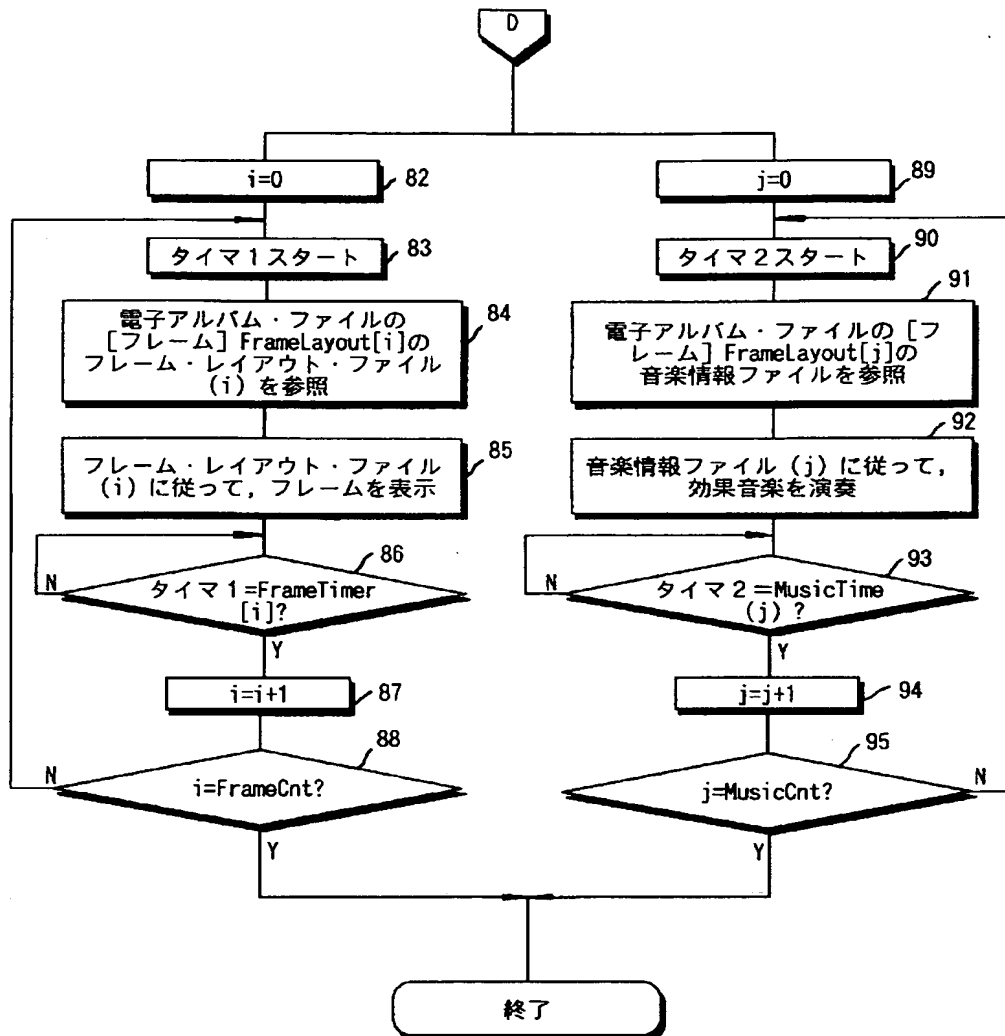 D
i=0
82
タイマ1スタート
83
電子アルバム・ファイルの
[フレーム] FrameLayout[i]の
フレーム・レイアウト・ファイル
(i) を参照
84
フレーム・レイアウト・ファイル
(i) に従って,フレームを表示
85
タイマ1=FrameTimer
[i]?
86
N
Y
i=i+1
87
i=FrameCnt?
88
N
Y
j=0
89
タイマ2スタート
90
電子アルバム・ファイルの [フ
レーム] FrameLayout[j]の
音楽情報ファイルを参照
91
音楽情報ファイル (j) に従って,
効果音楽を演奏
92
タイマ2=MusicTime
(j) ?
93
N
Y
j=j+1
94
j=MusicCnt?
95
N
Y
終了